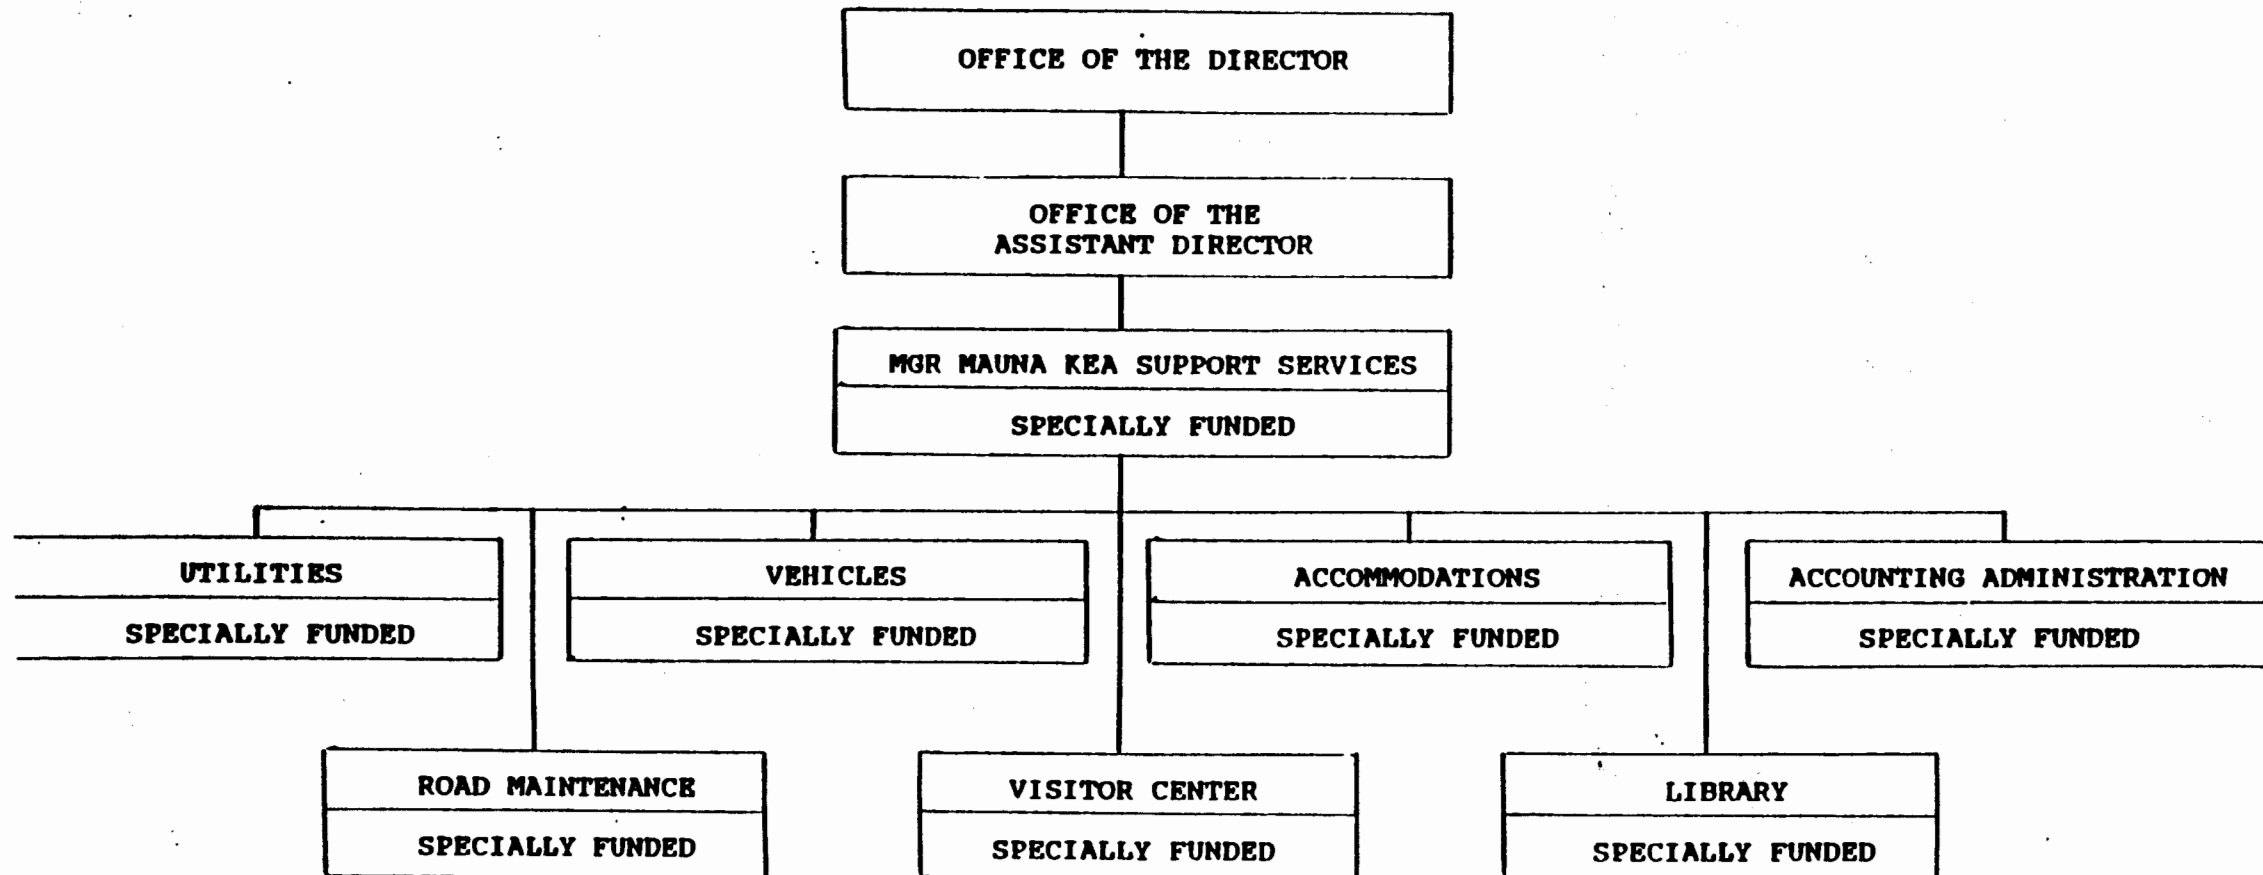 OFFICE OF THE DIRECTOR
OFFICE OF THE
ASSISTANT DIRECTOR
MGR MAUNA KEA SUPPORT SERVICES
SPECIALLY FUNDED
UTILITIES
SPECIALLY FUNDED
VEHICLES
SPECIALLY FUNDED
ACCOMMODATIONS
SPECIALLY FUNDED
ACCOUNTING ADMINISTRATION
SPECIALLY FUNDED
ROAD MAINTENANCE
SPECIALLY FUNDED
VISITOR CENTER
SPECIALLY FUNDED
LIBRARY
SPECIALLY FUNDED